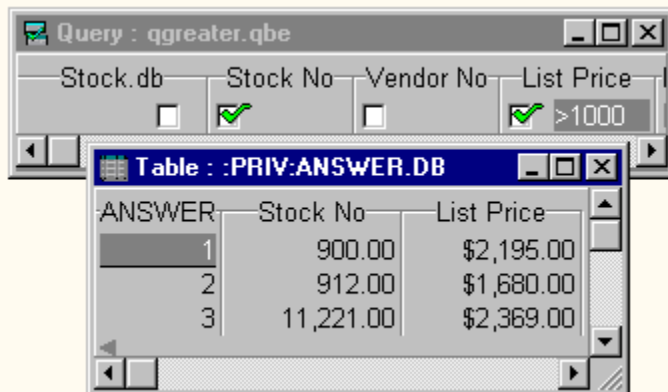 Query : qgreater.qbe
Stock.db Stock No Vendor No List Price
>1000
Table : :PRIV:ANSWER.DB
ANSWER Stock No List Price
1 900.00 $2,195.00
2 912.00 $1,680.00
3 11,221.00 $2,369.00